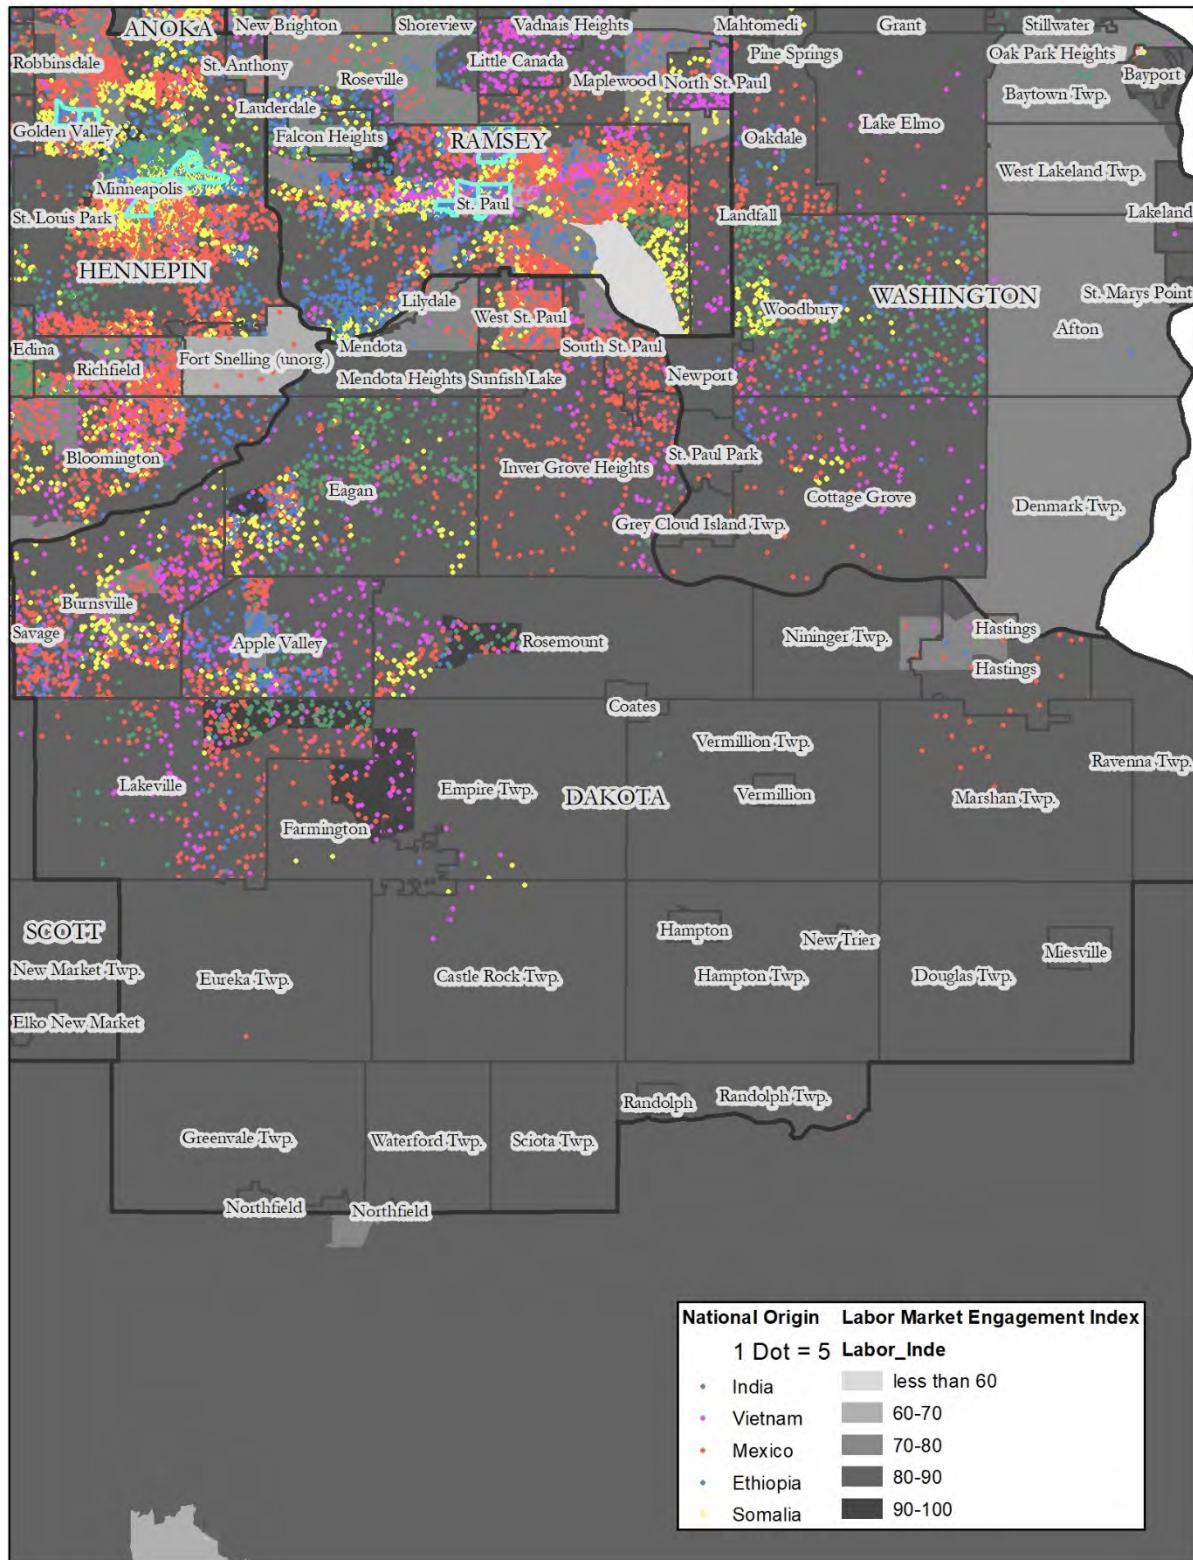 ANOKA
New Brighton
Shoreview
Vadnais Heights
Mahtomedi
Grant
Stillwater
Robbinsdale
St. Anthony
Roseville
Little Canada
Maplewood
North St. Paul
Pine Springs
Oak Park Heights
Bayport
Baytown Twp.
Lauderdale
Golden Valley
Falcon Heights
RAMSEY
Oakdale
Lake Elmo
West Lakeland Twp.
Minneapolis
St. Louis Park
St. Paul
Landfall
Lakeland
HENNEPIN
Lilydale
West St. Paul
Woodbury
WASHINGTON
St. Marys Point
Afton
Edina
Richfield
Fort Snelling (unorg.)
Mendota
South St. Paul
Mendota Heights
Sunfish Lake
Newport
Bloomington
Eagan
Inver Grove Heights
St. Paul Park
Cottage Grove
Denmark Twp.
Grey Cloud Island Twp.
Burnsville
Savage
Apple Valley
Rosemount
Nininger Twp.
Hastings
Hastings
Coates
Vermillion Twp.
Ravenna Twp.
Lakeville
Empire Twp.
DAKOTA
Vermillion
Marshan Twp.
Farmington
SCOTT
Hampton
New Trier
Miesville
New Market Twp.
Eureka Twp.
Castle Rock Twp.
Hampton Twp.
Douglas Twp.
Elko New Market
Randolph
Randolph Twp.
Greenvale Twp.
Waterford Twp.
Sciota Twp.
Northfield
Northfield
National Origin
1 Dot = 5
India
Vietnam
Mexico
Ethiopia
Somalia
Labor Market Engagement Index
Labor_Inde
less than 60
60-70
70-80
80-90
90-100